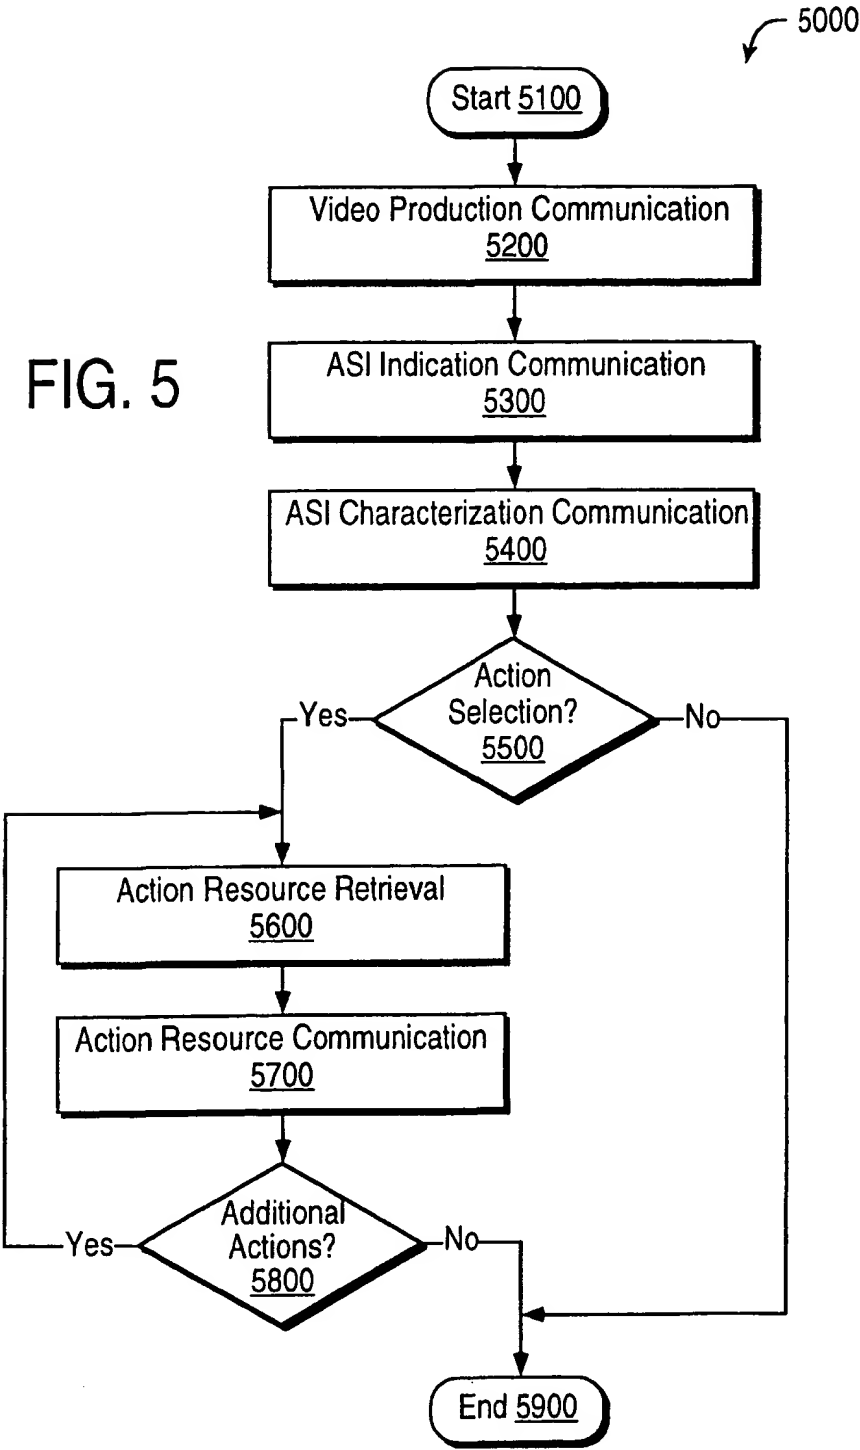 5000
Start 5100
Video Production Communication
5200
FIG. 5
ASI Indication Communication
5300
ASI Characterization Communication
5400
Action
Selection?
5500
Yes
No
Action Resource Retrieval
5600
Action Resource Communication
5700
Additional
Actions?
5800
Yes
No
End 5900